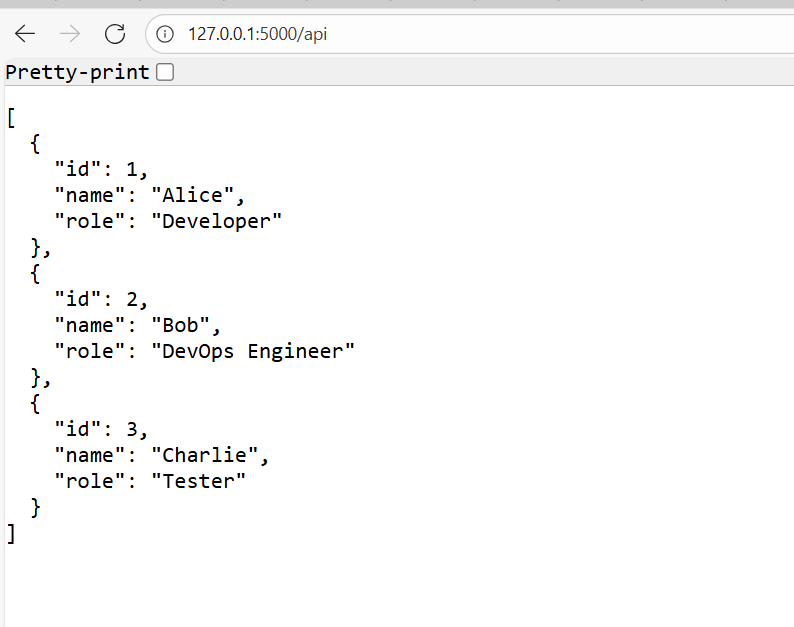 127.0.0.1:5000/api
Pretty-print
[
  {
    "id": 1,
    "name": "Alice",
    "role": "Developer"
  },
  {
    "id": 2,
    "name": "Bob",
    "role": "DevOps Engineer"
  },
  {
    "id": 3,
    "name": "Charlie",
    "role": "Tester"
  }
]